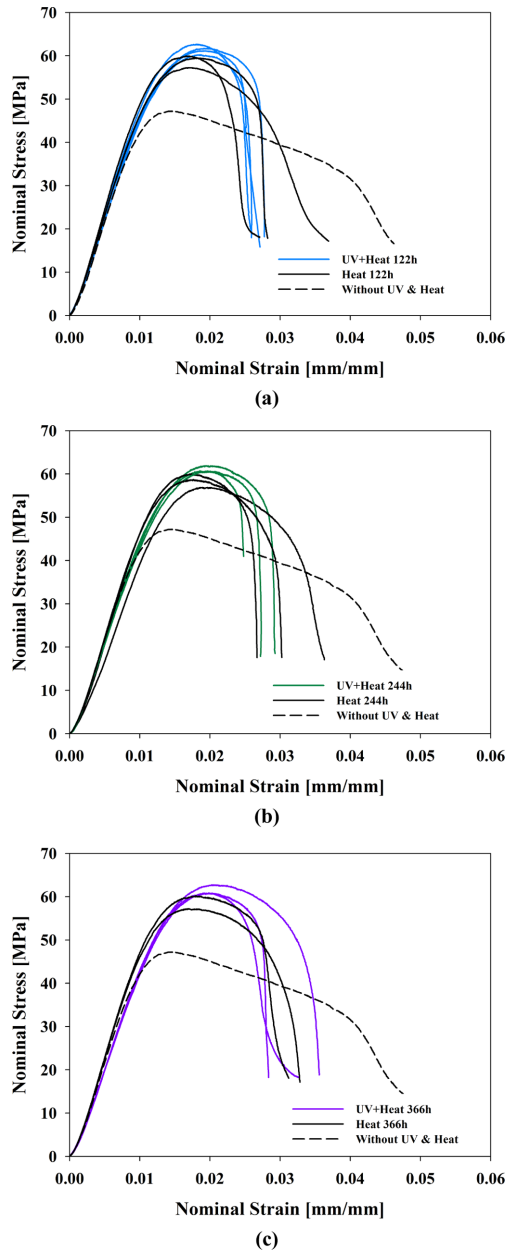 70
60
50
40
30
20
10
0
Nominal Stress [MPa]
UV+Heat 122h
Heat 122h
Without UV & Heat
0.00 0.01 0.02 0.03 0.04 0.05 0.06
Nominal Strain [mm/mm]
(a)
70
60
50
40
30
20
10
0
Nominal Stress [MPa]
UV+Heat 244h
Heat 244h
Without UV & Heat
0.00 0.01 0.02 0.03 0.04 0.05 0.06
Nominal Strain [mm/mm]
(b)
70
60
50
40
30
20
10
0
Nominal Stress [MPa]
UV+Heat 366h
Heat 366h
Without UV & Heat
0.00 0.01 0.02 0.03 0.04 0.05 0.06
Nominal Strain [mm/mm]
(c)